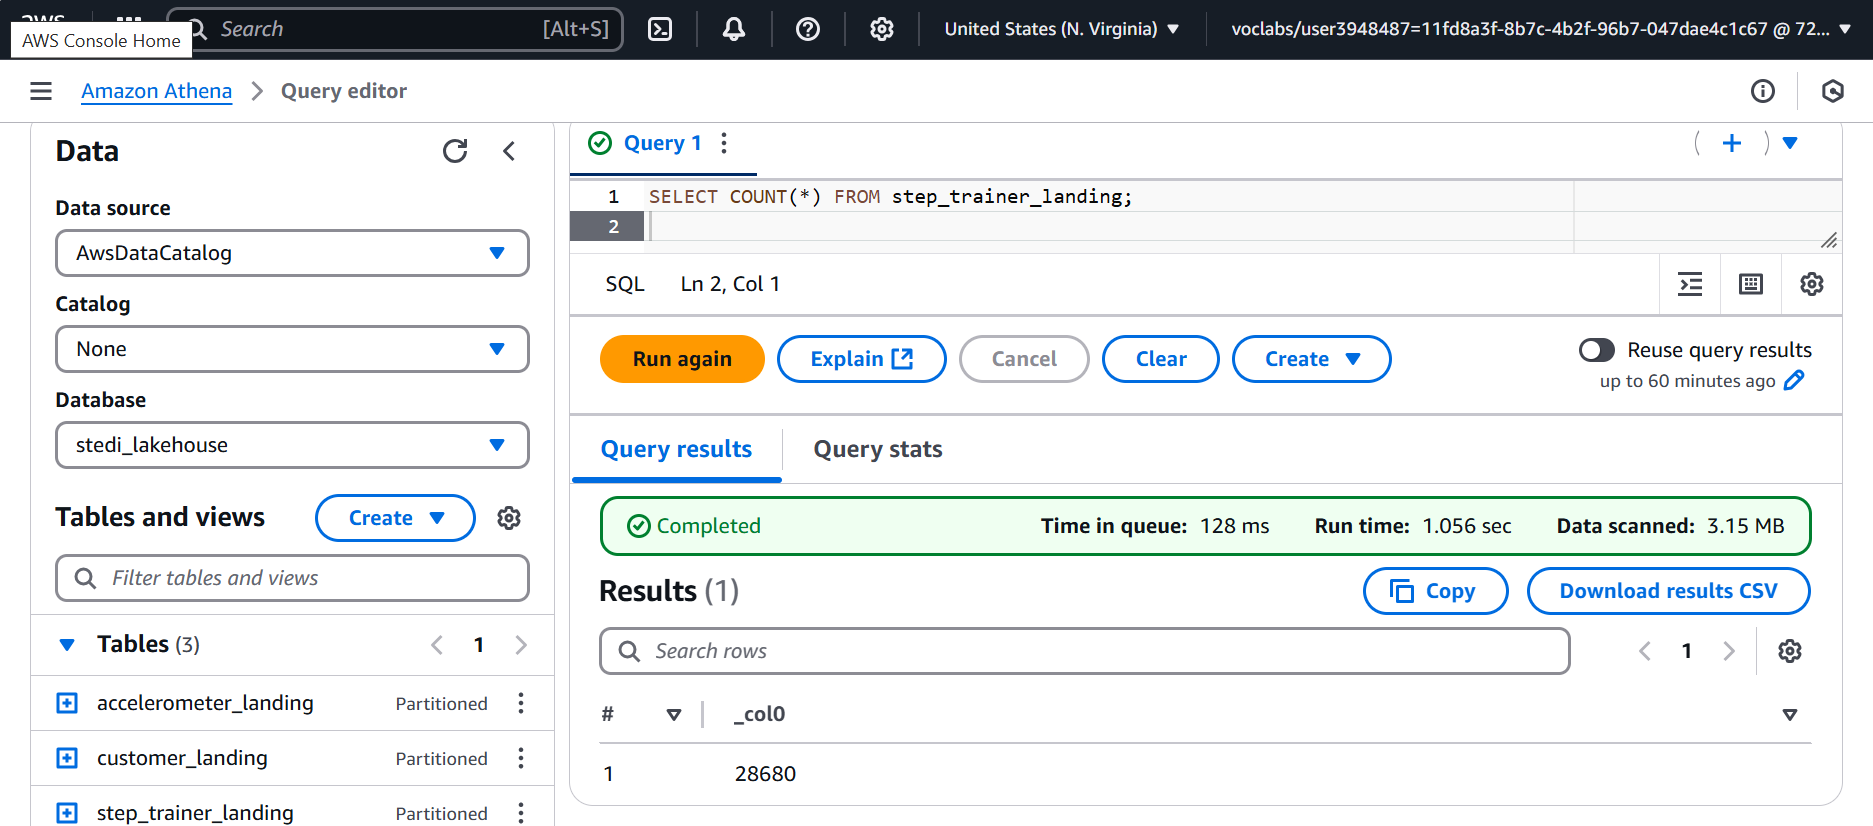 AWS Console Home
Search
[Alt+S]
United States (N. Virginia)
voclabs/user3948487=11fd8a3f-8b7c-4b2f-96b7-047dae4c1c67 @ 72...
Amazon Athena
Query editor
Data
Data source
AwsDataCatalog
Catalog
None
Database
stedi_lakehouse
Tables and views
Create
Filter tables and views
Tables (3)
1
accelerometer_landing
Partitioned
customer_landing
Partitioned
step_trainer_landing
Partitioned
Query 1
1 SELECT COUNT(*) FROM step_trainer_landing;
2
SQL
Ln 2, Col 1
Run again
Explain
Cancel
Clear
Create
Reuse query results
up to 60 minutes ago
Query results
Query stats
Completed
Time in queue: 128 ms
Run time: 1.056 sec
Data scanned: 3.15 MB
Results (1)
Copy
Download results CSV
Search rows
1
# _col0
1 28680